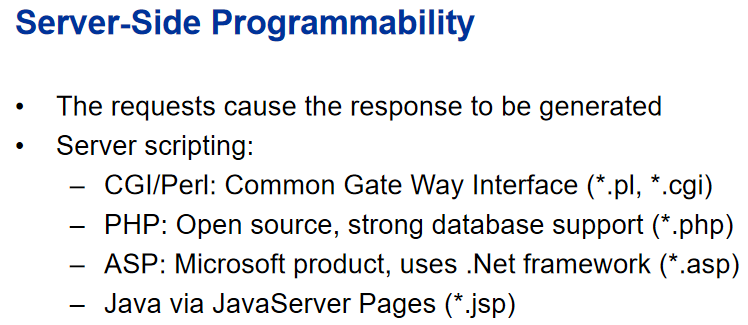 Server-Side Programmability
• The requests cause the response to be generated
• Server scripting:
– CGI/Perl: Common Gate Way Interface (*.pl, *.cgi)
– PHP: Open source, strong database support (*.php)
– ASP: Microsoft product, uses .Net framework (*.asp)
– Java via JavaServer Pages (*.jsp)